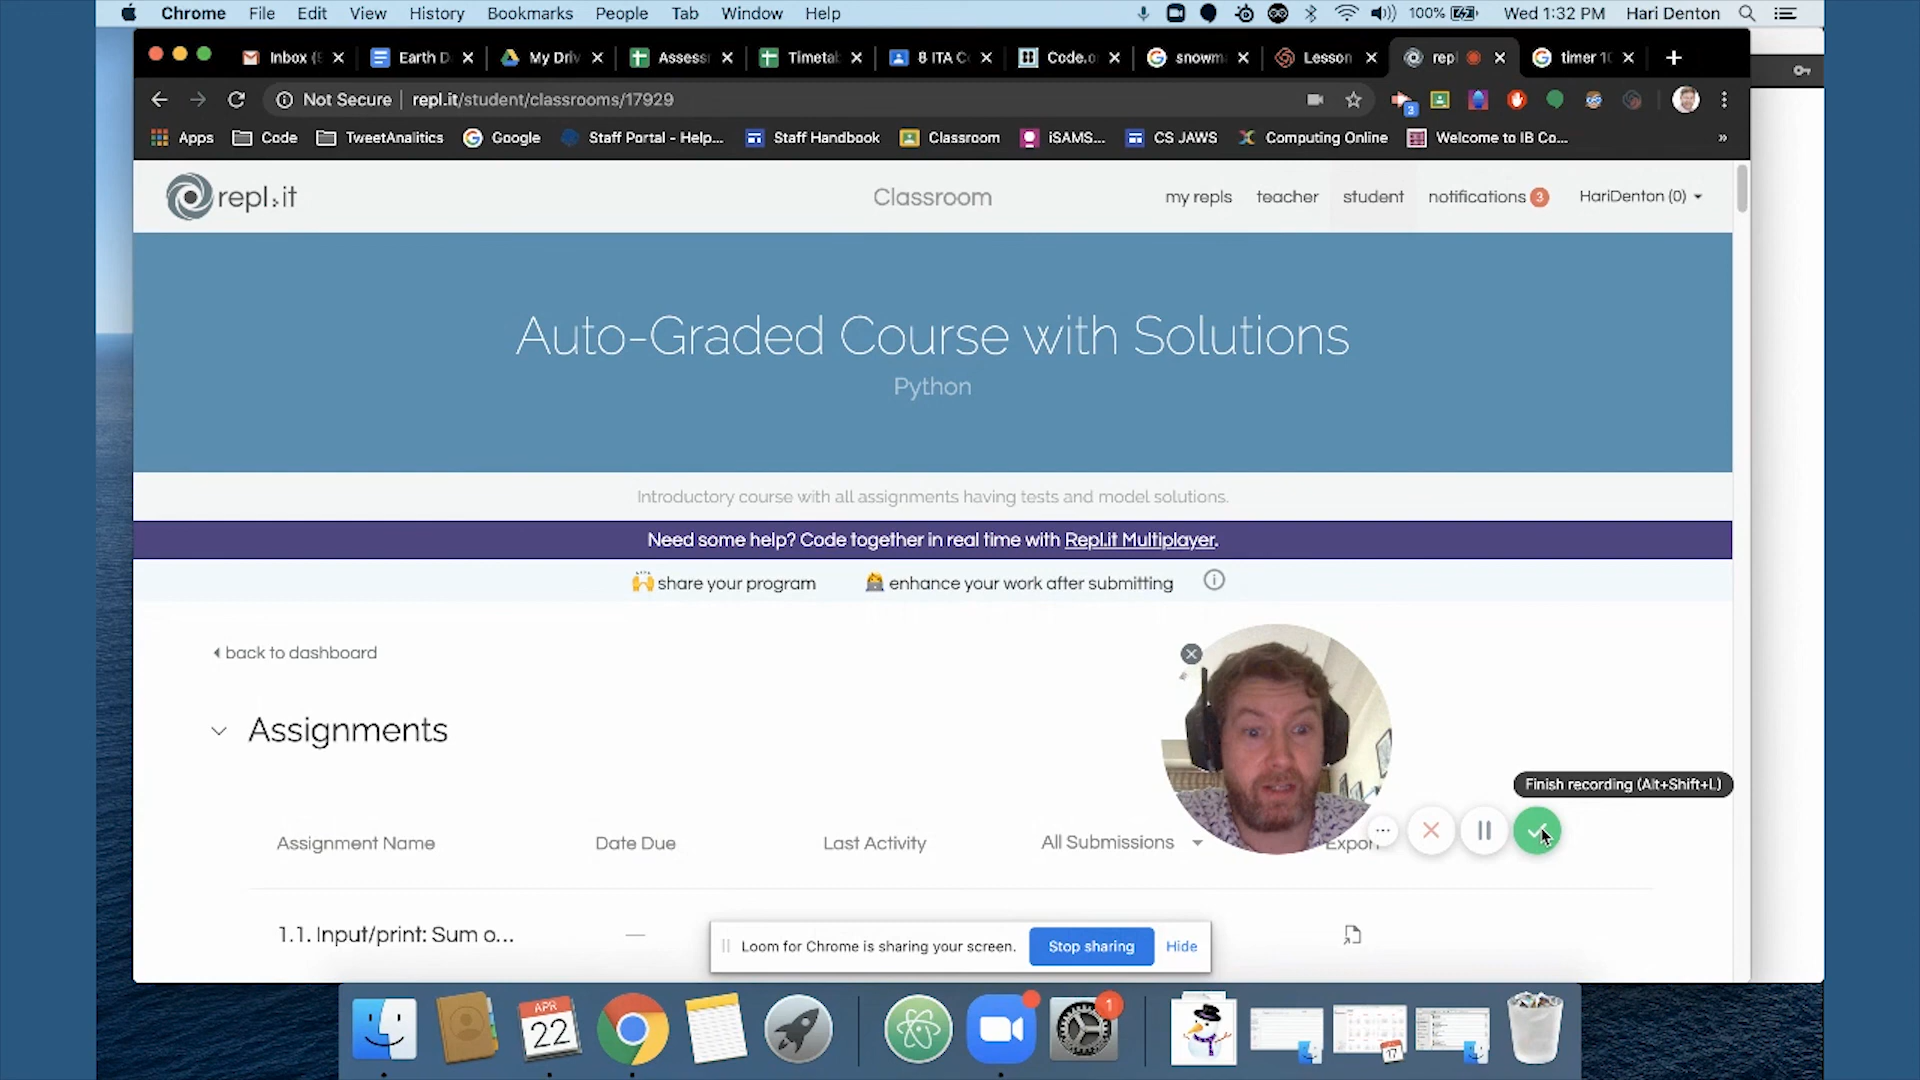 Chrome File Edit View History Bookmarks People Tab Window Help 100% Wed 1:32 PM Hari Denton
Inbox (9 Earth D My Driv Assess Timetab 8 ITA C Code.o snowm Lesson repl timer 10
Not Secure repl.it/student/classrooms/17929
3
Apps Code TweetAnalitics Google Staff Portal - Help... Staff Handbook Classroom iSAMS... CS JAWS Computing Online Welcome to IB Co... »
repl.it Classroom my repls teacher student notifications 3 HariDenton (0)
Auto-Graded Course with Solutions
Python
Introductory course with all assignments having tests and model solutions.
Need some help? Code together in real time with Repl.it Multiplayer.
share your program enhance your work after submitting
back to dashboard
Assignments
Finish recording (Alt+Shift+L)
Assignment Name Date Due Last Activity All Submissions Export
1.1. Input/print: Sum o... —
Loom for Chrome is sharing your screen. Stop sharing Hide
APR
22
1
17